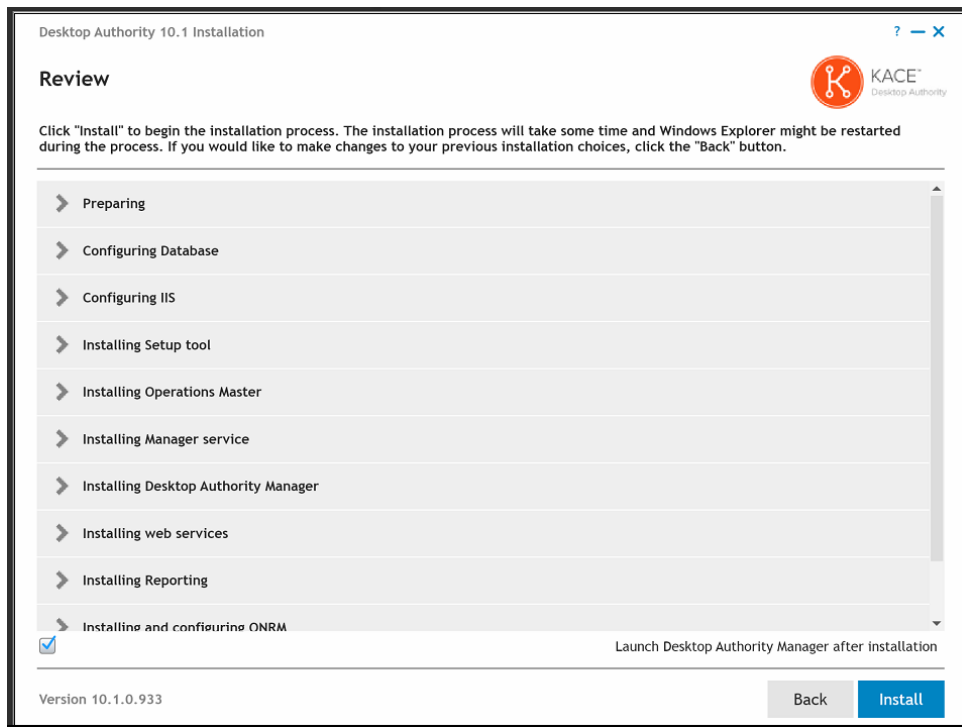 Desktop Authority 10.1 Installation
?
Review
KACE™
Desktop Authority
Click "Install" to begin the installation process. The installation process will take some time and Windows Explorer might be restarted
during the process. If you would like to make changes to your previous installation choices, click the "Back" button.
Preparing
Configuring Database
Configuring IIS
Installing Setup tool
Installing Operations Master
Installing Manager service
Installing Desktop Authority Manager
Installing web services
Installing Reporting
Installing and configuring ONRM
Launch Desktop Authority Manager after installation
Version 10.1.0.933
Back
Install